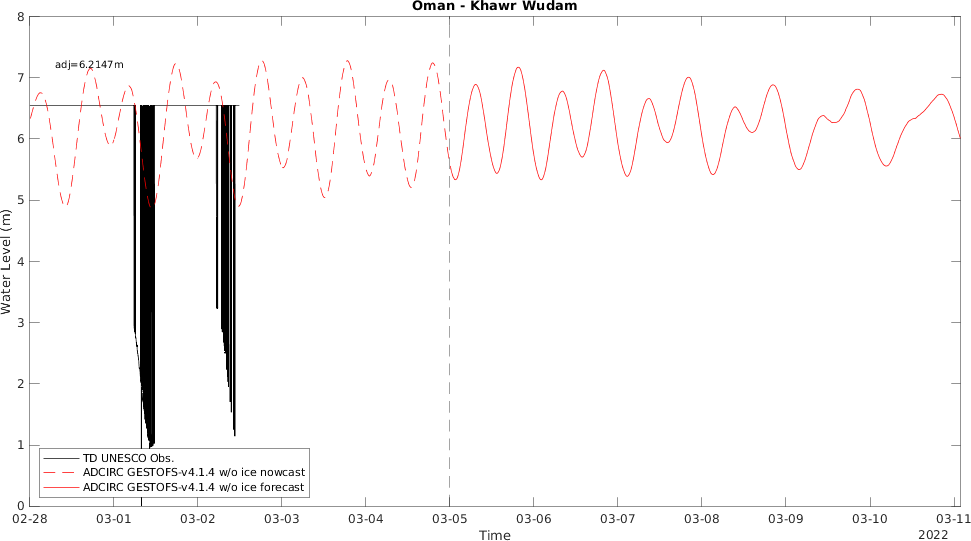 Oman - Khawr Wudam
8
7
6
5
4
3
2
1
0
Water Level (m)
adj=6.2147m
TD UNESCO Obs.
ADCIRC GESTOFS-v4.1.4 w/o ice nowcast
ADCIRC GESTOFS-v4.1.4 w/o ice forecast
02-28 03-01 03-02 03-03 03-04 03-05 03-06 03-07 03-08 03-09 03-10 03-11
Time
2022